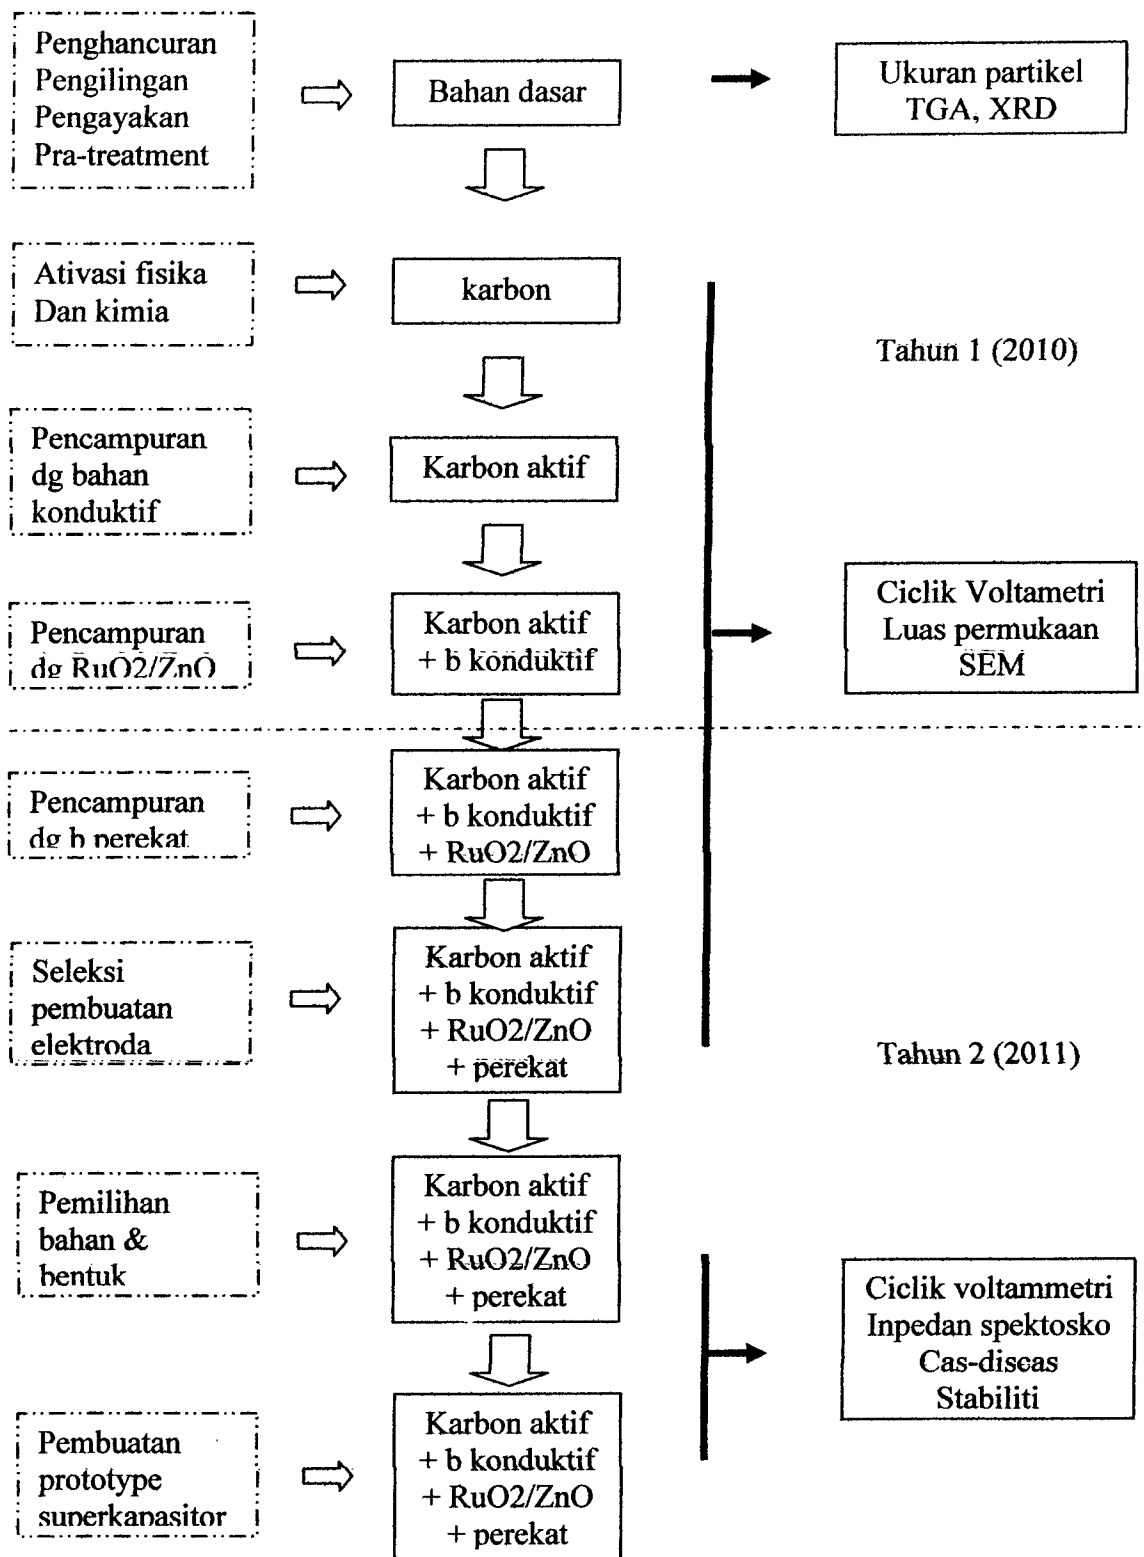 Penghancuran
Pengilingan
Pengayakan
Pra-treatment
Bahan dasar
Ukuran partikel
TGA, XRD
Ativasi fisika
Dan kimia
karbon
Tahun 1 (2010)
Pencampuran
dg bahan
konduktif
Karbon aktif
Pencampuran
dg RuO2/ZnO
Karbon aktif
+ b konduktif
Ciclik Voltametri
Luas permukaan
SEM
Pencampuran
dg b perekat
Karbon aktif
+ b konduktif
+ RuO2/ZnO
Seleksi
pembuatan
elektroda
Karbon aktif
+ b konduktif
+ RuO2/ZnO
+ perekat
Tahun 2 (2011)
Pemilihan
bahan &
bentuk
Karbon aktif
+ b konduktif
+ RuO2/ZnO
+ perekat
Ciclik voltammetri
Inpedan spektosko
Cas-discas
Stabiliti
Pembuatan
prototype
superkapasitor
Karbon aktif
+ b konduktif
+ RuO2/ZnO
+ perekat